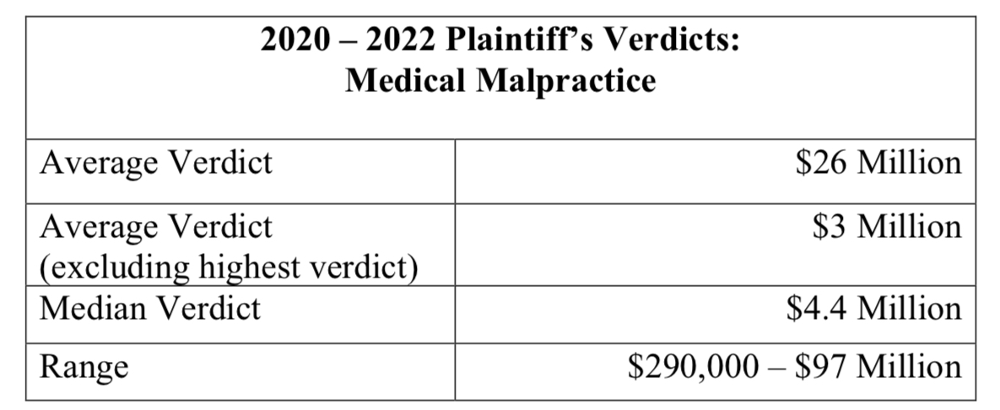 2020 – 2022 Plaintiff’s Verdicts:
Medical Malpractice
Average Verdict
$26 Million
Average Verdict
(excluding highest verdict)
$3 Million
Median Verdict
$4.4 Million
Range
$290,000 – $97 Million